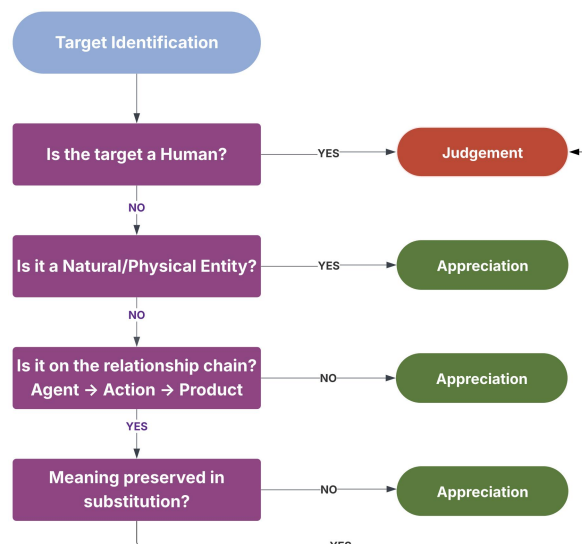 Target Identification
Is the target a Human?
YES
Judgement
NO
Is it a Natural/Physical Entity?
YES
Appreciation
NO
Is it on the relationship chain?
Agent → Action → Product
NO
Appreciation
YES
Meaning preserved in
substitution?
NO
Appreciation
YES